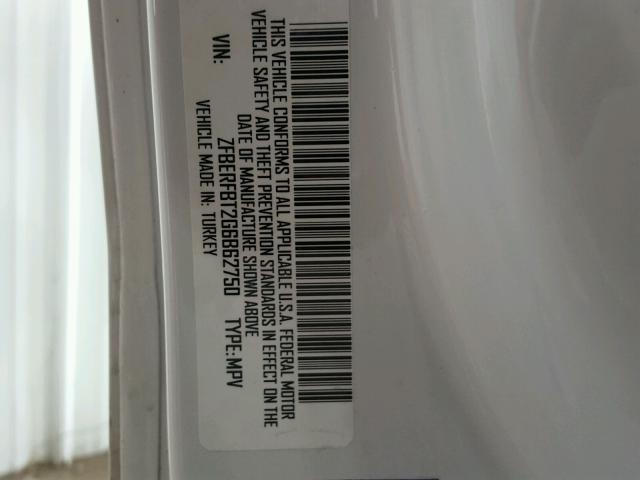 THIS VEHICLE CONFORMS TO ALL APPLICABLE U.S.A. FEDERAL MOTOR
VEHICLE SAFETY AND THEFT PREVENTION STANDARDS IN EFFECT ON THE
DATE OF MANUFACTURE SHOWN ABOVE
VIN: ZFBERFBT2G6B62750 TYPE: MPV
VEHICLE MADE IN: TURKEY